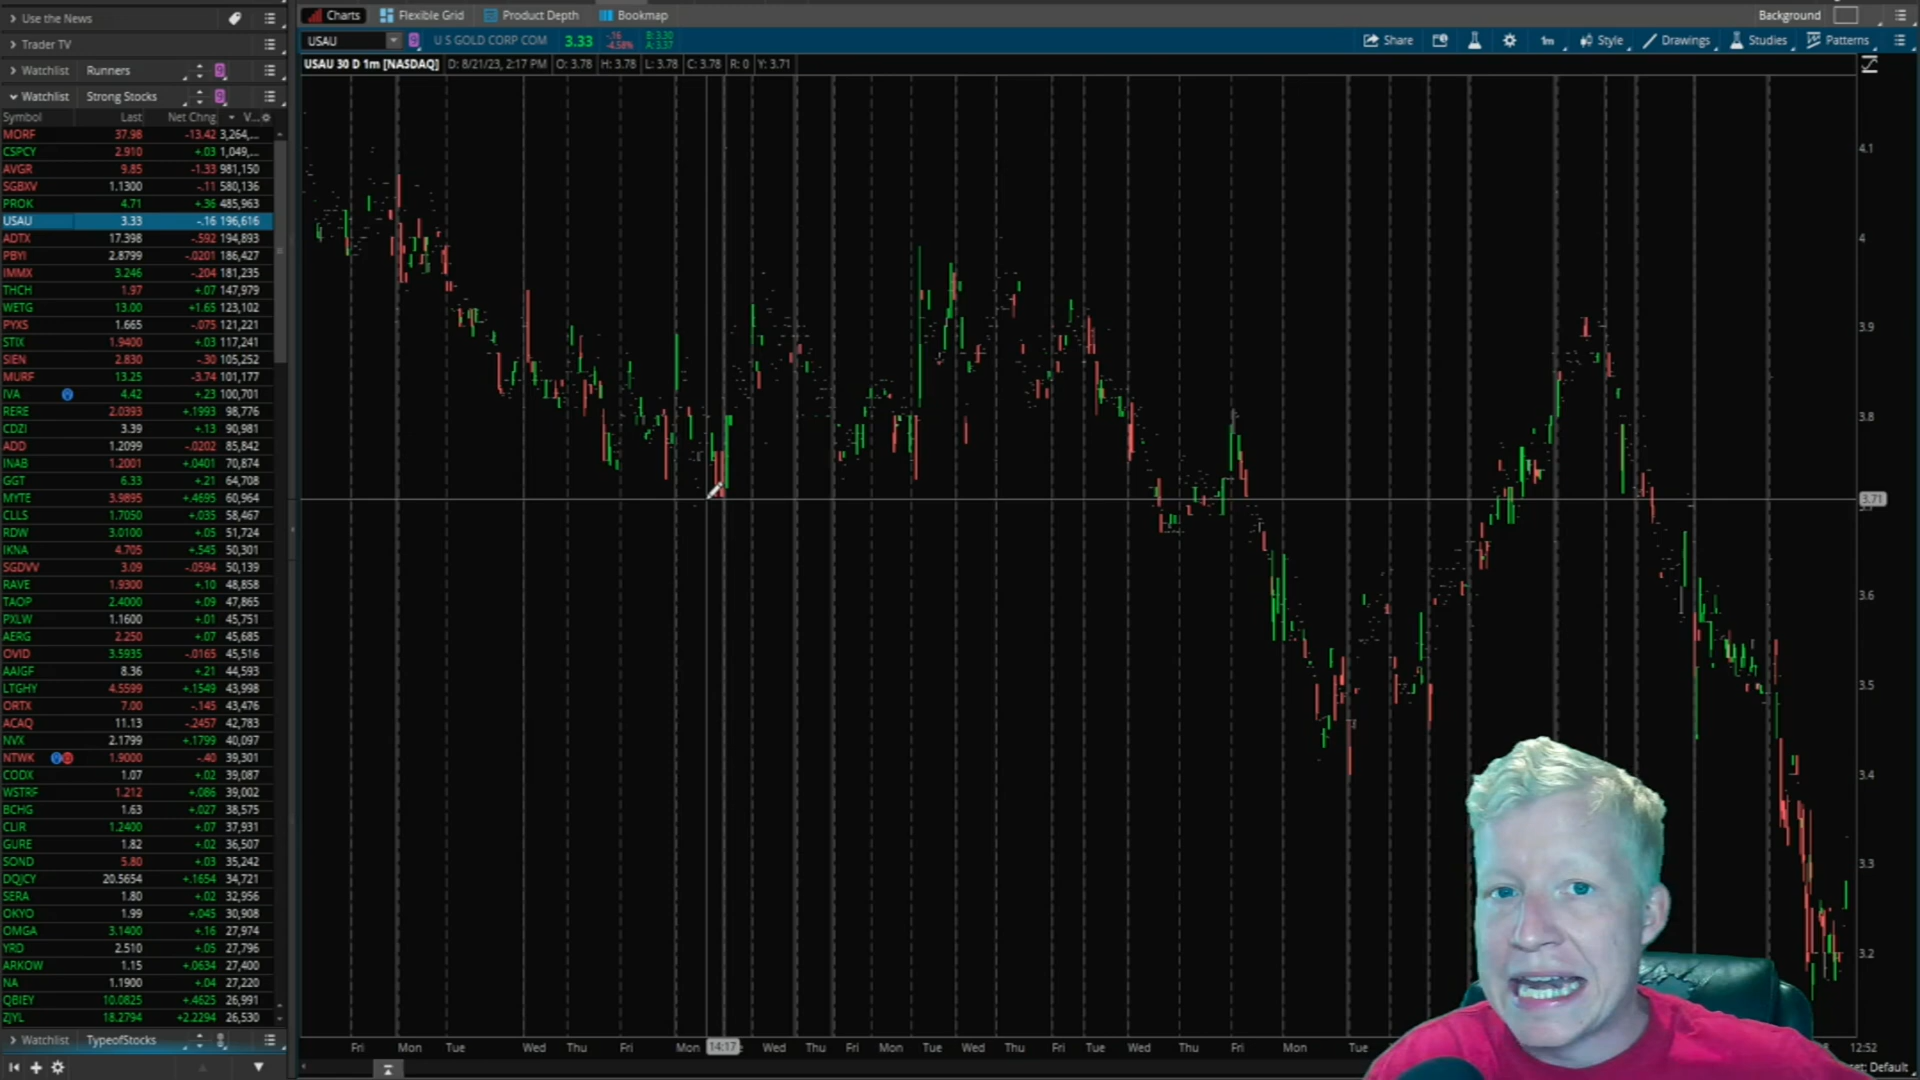 Use the News
Trader TV
Watchlist Runners
Watchlist Strong Stocks
Symbol Last Net Chng V...
MORF 37.98 -13.42 3,264,...
CSPCY 2.910 +.03 1,049,...
AVGR 9.85 -1.33 981,150
SGBXV 1.1300 -.11 580,136
PROK 4.71 +.36 485,963
USAU 3.33 -.16 196,616
ADTX 17.398 -.592 194,893
PBYI 2.8799 -.0201 186,427
IMMX 3.246 -.204 181,235
THCH 1.97 +.07 147,979
WETG 13.00 +1.65 123,102
PYXS 1.665 -.075 121,221
STIX 1.9400 +.03 117,241
SIEN 2.830 -.30 105,252
MURF 13.25 -3.74 101,177
IVA 4.42 +.23 100,701
RERE 2.0393 +.1993 98,776
CDZI 3.39 +.13 90,981
ADD 1.2099 -.0202 85,842
INAB 1.2001 +.0401 70,874
GGT 6.33 +.21 64,708
MYTE 3.9895 +.4695 60,964
CLLS 1.7050 +.035 58,467
RDW 3.0100 +.05 51,724
IKNA 4.705 +.545 50,301
SGDVV 3.09 -.0594 50,139
RAVE 1.9300 +.10 48,858
TAOP 2.4000 +.09 47,865
PXLW 1.1600 +.01 45,751
AERG 2.250 +.07 45,685
OVID 3.5935 -.0165 45,516
AAIGF 8.36 +.21 44,593
LTGHY 4.5599 +.1549 43,998
ORTX 7.00 -.145 43,476
ACAQ 11.13 -.2457 42,783
NVX 2.1799 +.1799 40,097
NTWK 1.9000 -.40 39,301
CODX 1.07 +.02 39,087
WSTRF 1.212 +.086 39,002
BCHG 1.63 +.027 38,575
CLIR 1.2400 +.07 37,931
GURE 1.82 +.02 36,507
SOND 5.80 +.03 35,242
DQJCY 20.5654 +.1654 34,721
SERA 1.80 +.02 32,956
OKYO 1.99 +.045 30,908
OMGA 3.1400 +.16 27,974
YRD 2.510 +.05 27,796
ARKOW 1.15 +.0634 27,400
NA 1.1900 +.04 27,220
QBIEY 10.0825 +.4625 26,991
ZJYL 18.2794 +2.2294 26,530
Watchlist TypeofStocks
Charts Flexible Grid Product Depth Bookmap Background
USAU 9 U S GOLD CORP COM 3.33 -.16 -4.58% B: 3.30 A: 3.37 Share 1m Style Drawings Studies Patterns
USAU 30 D 1m [NASDAQ] D: 8/21/23, 2:17 PM O: 3.78 H: 3.78 L: 3.78 C: 3.78 R: 0 Y: 3.71
4.1
4
3.9
3.8
3.71
3.6
3.5
3.4
3.3
3.2
Fri Mon Tue Wed Thu Fri Mon 14:17 Wed Thu Fri Mon Tue Wed Thu Fri Tue Wed Thu Fri Mon Tue 12:52
set: Default